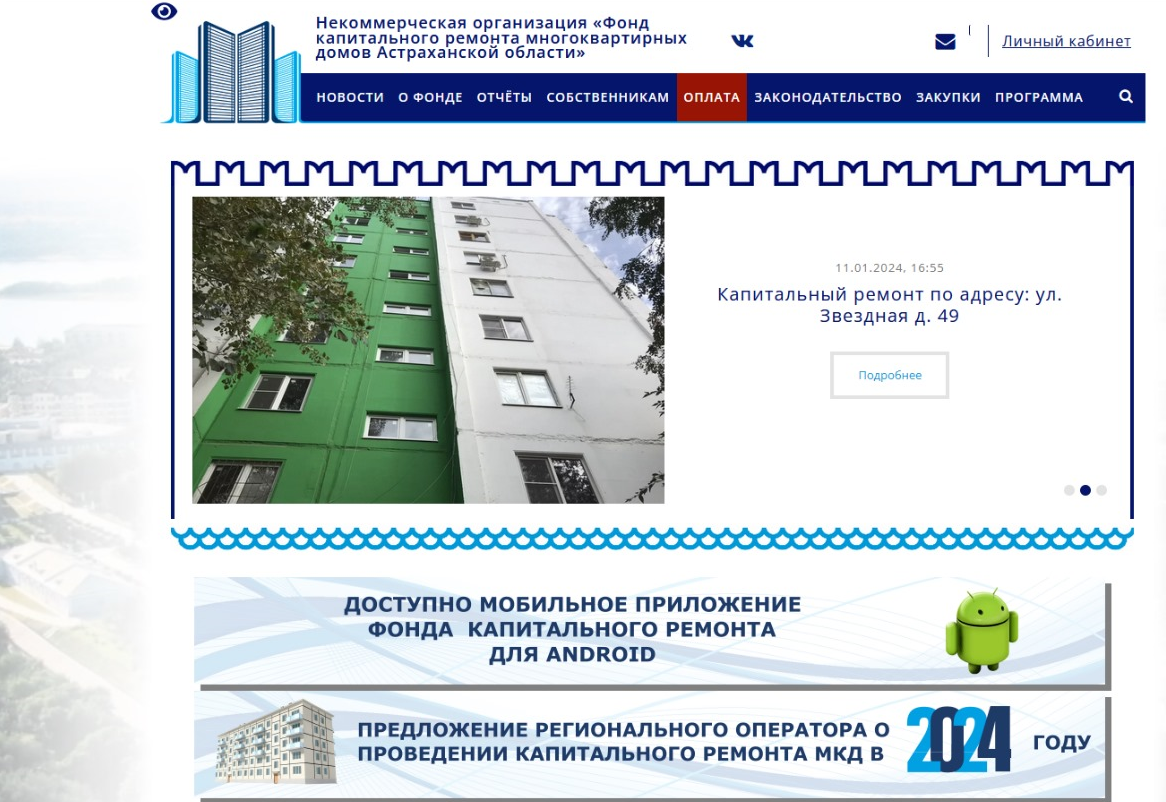 Некоммерческая организация «Фонд
капитального ремонта многоквартирных
домов Астраханской области»
Личный кабинет
НОВОСТИ О ФОНДЕ ОТЧЁТЫ СОБСТВЕННИКАМ ОПЛАТА ЗАКОНОДАТЕЛЬСТВО ЗАКУПКИ ПРОГРАММА
11.01.2024, 16:55
Капитальный ремонт по адресу: ул.
Звездная д. 49
Подробнее
ДОСТУПНО МОБИЛЬНОЕ ПРИЛОЖЕНИЕ
ФОНДА КАПИТАЛЬНОГО РЕМОНТА
ДЛЯ ANDROID
ПРЕДЛОЖЕНИЕ РЕГИОНАЛЬНОГО ОПЕРАТОРА О
ПРОВЕДЕНИИ КАПИТАЛЬНОГО РЕМОНТА МКД В 2024 ГОДУ